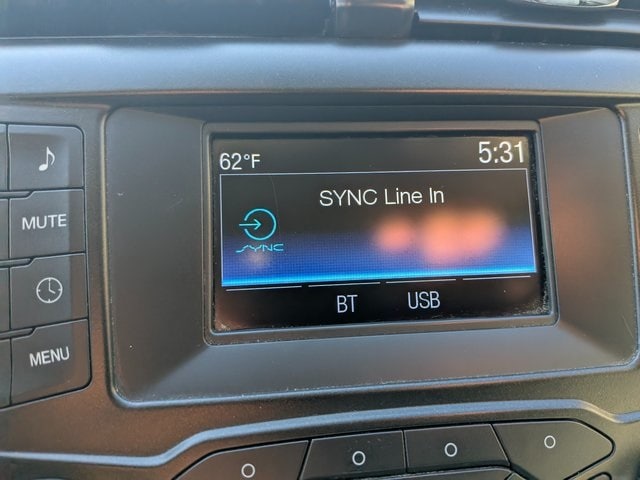 62°F 5:31
SYNC Line In
SYNC
BT USB
MUTE
MENU